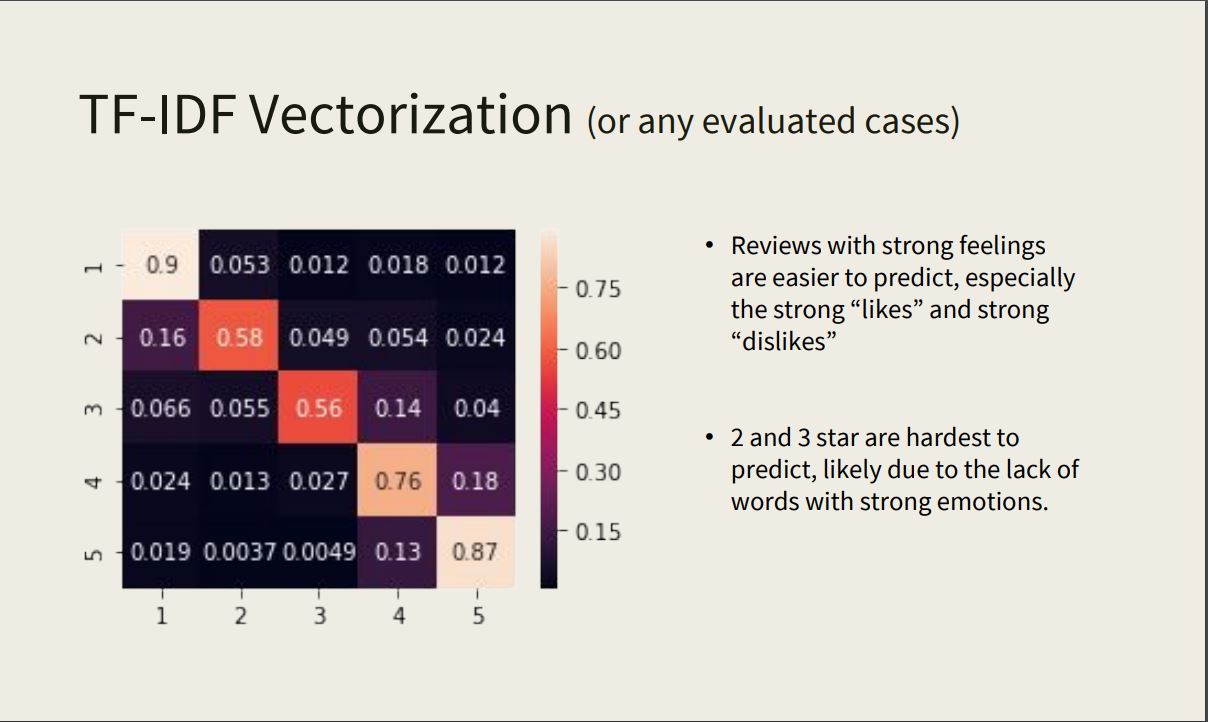 TF-IDF Vectorization (or any evaluated cases)
1 0.9 0.053 0.012 0.018 0.012
2 0.16 0.58 0.049 0.054 0.024
3 0.066 0.055 0.56 0.14 0.04
4 0.024 0.013 0.027 0.76 0.18
5 0.019 0.0037 0.0049 0.13 0.87
1 2 3 4 5
0.75
0.60
0.45
0.30
0.15
• Reviews with strong feelings
are easier to predict, especially
the strong “likes” and strong
“dislikes”
• 2 and 3 star are hardest to
predict, likely due to the lack of
words with strong emotions.